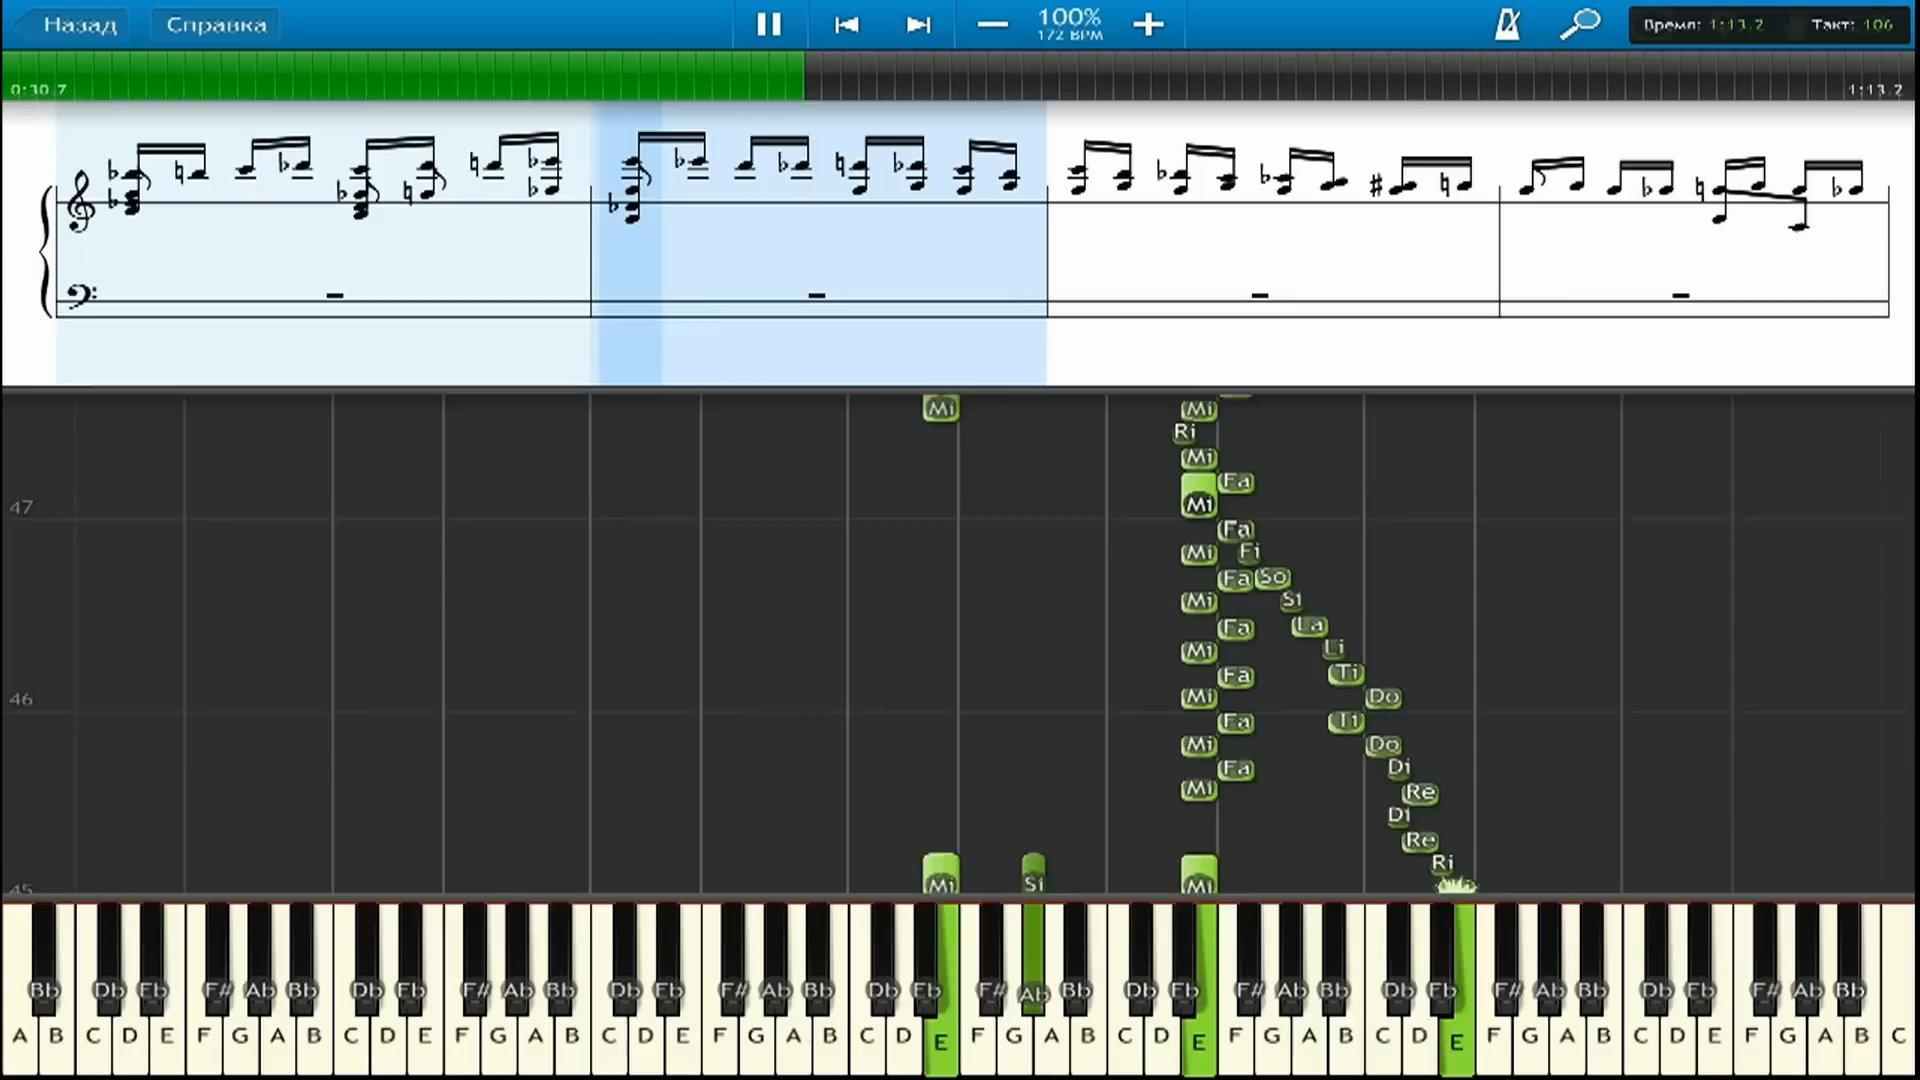 Назад Справка 100% 172 BPM Время: 1:13.2 Такт: 106
0:30.7 1:13.2
Mi Mi
Ri
Mi
Fa
Mi
47
Fa
Mi Fi
Fa So
Mi Si
Fa La
Mi Li
Fa Ti
46 Mi Do
Fa Ti
Mi Do
Fa Di
Mi Re
Di
Re
Ri
45 Mi Si Mi
Bb Db Eb F# Ab Bb Db Eb F# Ab Bb Db Eb F# Ab Bb Db Eb F# Ab Bb Db Eb F# Ab Bb Db Eb F# Ab Bb Db Eb F# Ab Bb
A B C D E F G A B C D E F G A B C D E F G A B C D E F G A B C D E F G A B C D E F G A B C D E F G A B C